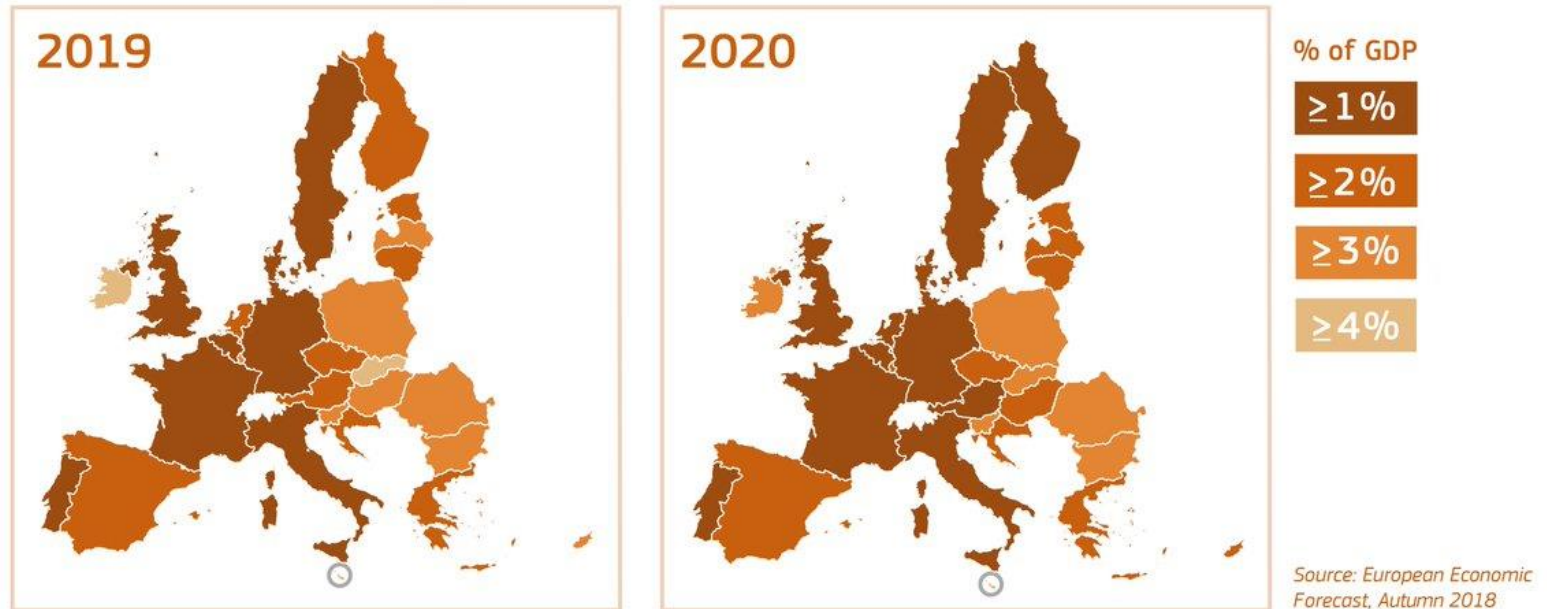 2019
2020
% of GDP
≥1%
≥2%
≥3%
≥4%
Source: European Economic
Forecast, Autumn 2018